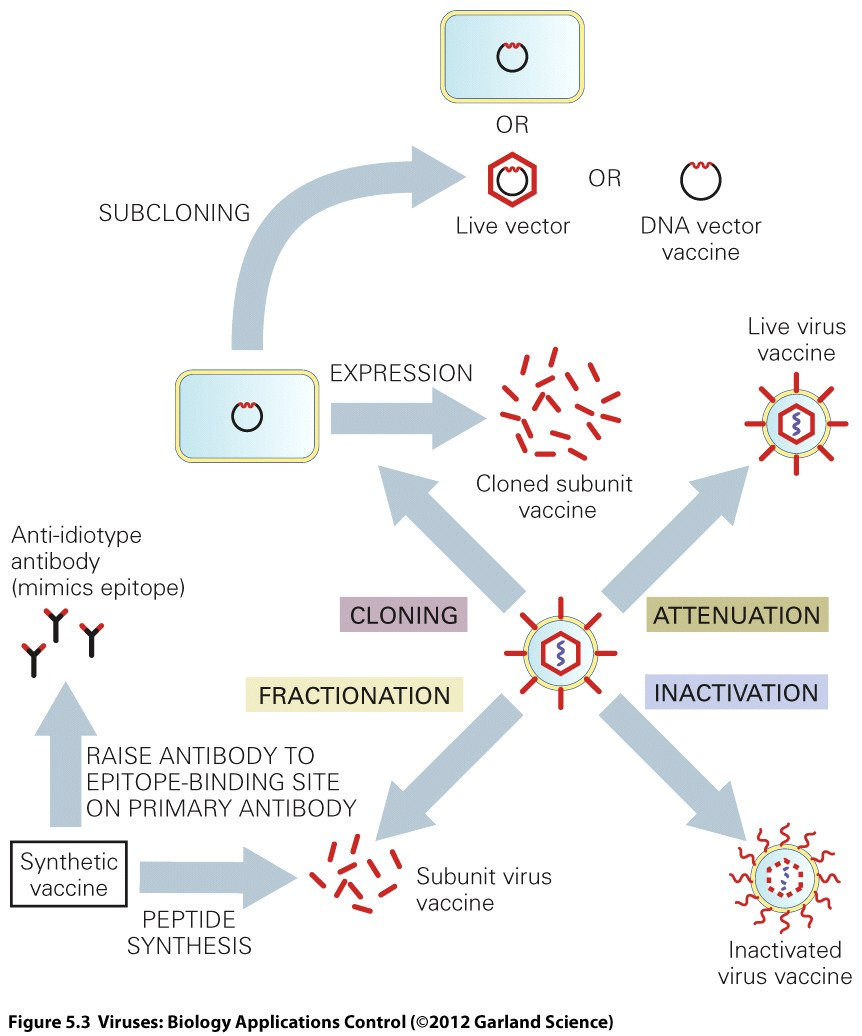 OR
OR
SUBCLONING
Live vector
DNA vector
vaccine
Live virus
vaccine
EXPRESSION
Cloned subunit
vaccine
Anti-idiotype
antibody
(mimics epitope)
CLONING
ATTENUATION
FRACTIONATION
INACTIVATION
RAISE ANTIBODY TO
EPITOPE-BINDING SITE
ON PRIMARY ANTIBODY
Synthetic
vaccine
PEPTIDE
SYNTHESIS
Subunit virus
vaccine
Inactivated
virus vaccine
Figure 5.3 Viruses: Biology Applications Control (©2012 Garland Science)